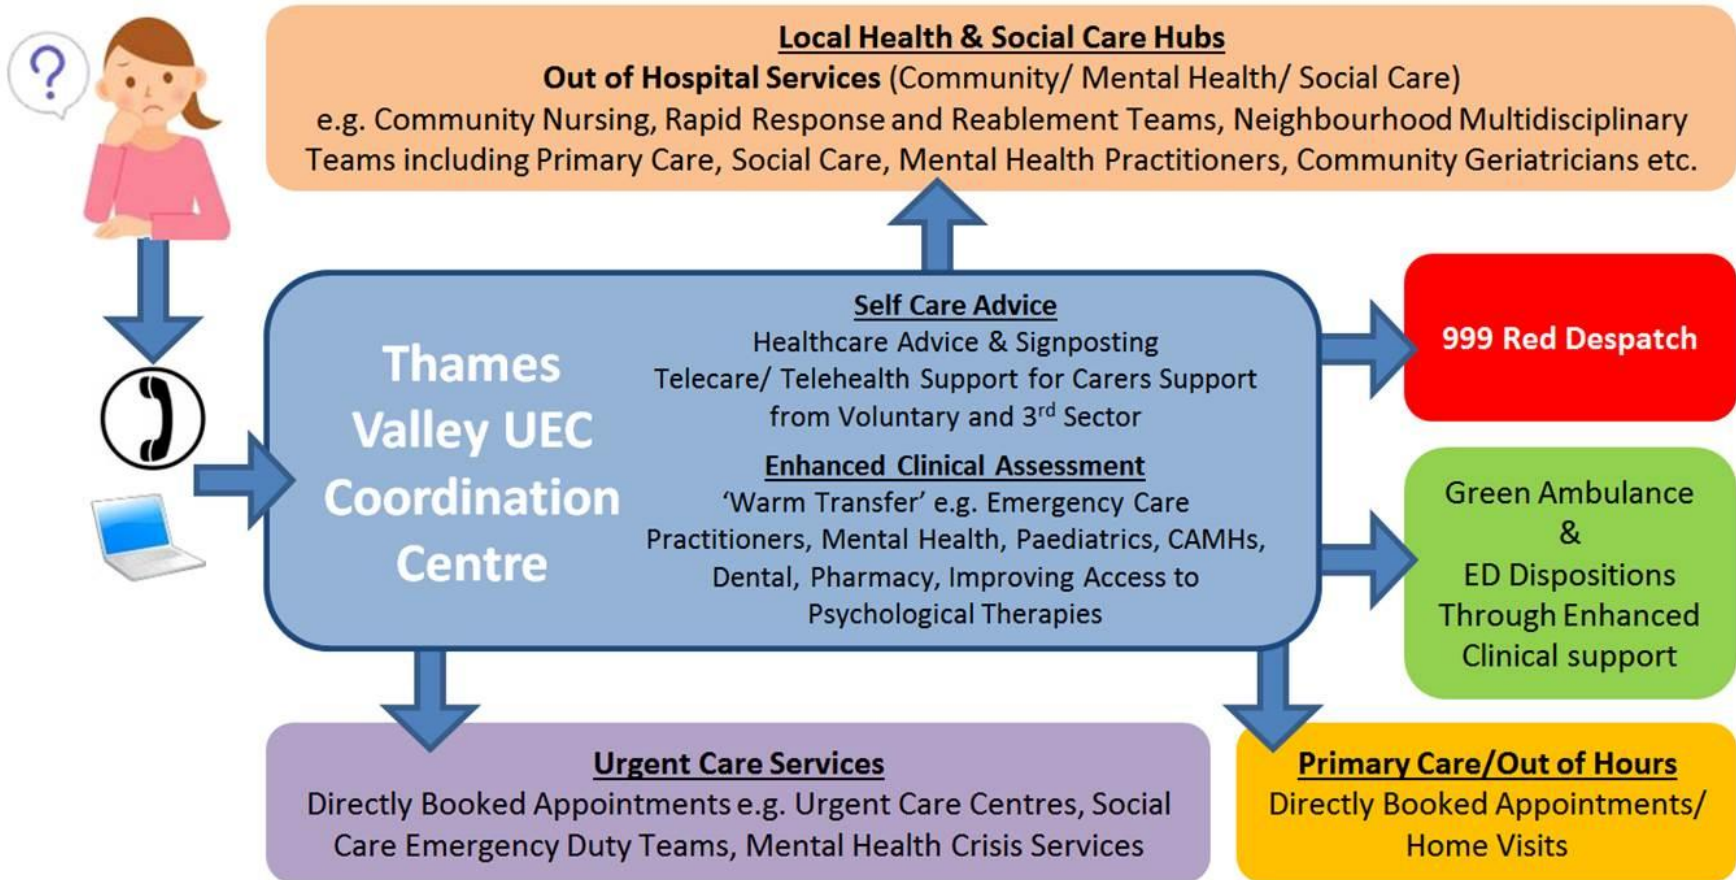 ?
Local Health & Social Care Hubs
Out of Hospital Services (Community/ Mental Health/ Social Care)
e.g. Community Nursing, Rapid Response and Reablement Teams, Neighbourhood Multidisciplinary
Teams including Primary Care, Social Care, Mental Health Practitioners, Community Geriatricians etc.
Thames
Valley UEC
Coordination
Centre
Self Care Advice
Healthcare Advice & Signposting
Telecare/ Telehealth Support for Carers Support
from Voluntary and 3rd Sector
Enhanced Clinical Assessment
‘Warm Transfer’ e.g. Emergency Care
Practitioners, Mental Health, Paediatrics, CAMHs,
Dental, Pharmacy, Improving Access to
Psychological Therapies
999 Red Despatch
Green Ambulance
&
ED Dispositions
Through Enhanced
Clinical support
Urgent Care Services
Directly Booked Appointments e.g. Urgent Care Centres, Social
Care Emergency Duty Teams, Mental Health Crisis Services
Primary Care/Out of Hours
Directly Booked Appointments/
Home Visits